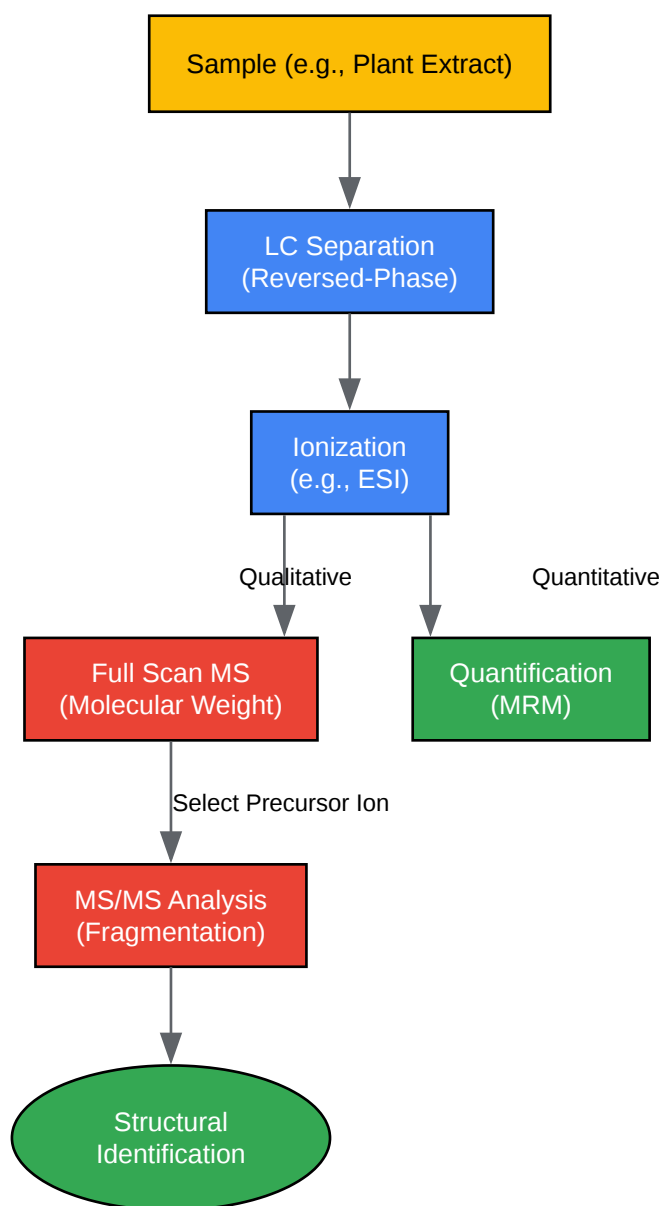 Sample (e.g., Plant Extract)
LC Separation
(Reversed-Phase)
Ionization
(e.g., ESI)
Qualitative
Quantitative
Full Scan MS
(Molecular Weight)
Quantification
(MRM)
Select Precursor Ion
MS/MS Analysis
(Fragmentation)
Structural
Identification